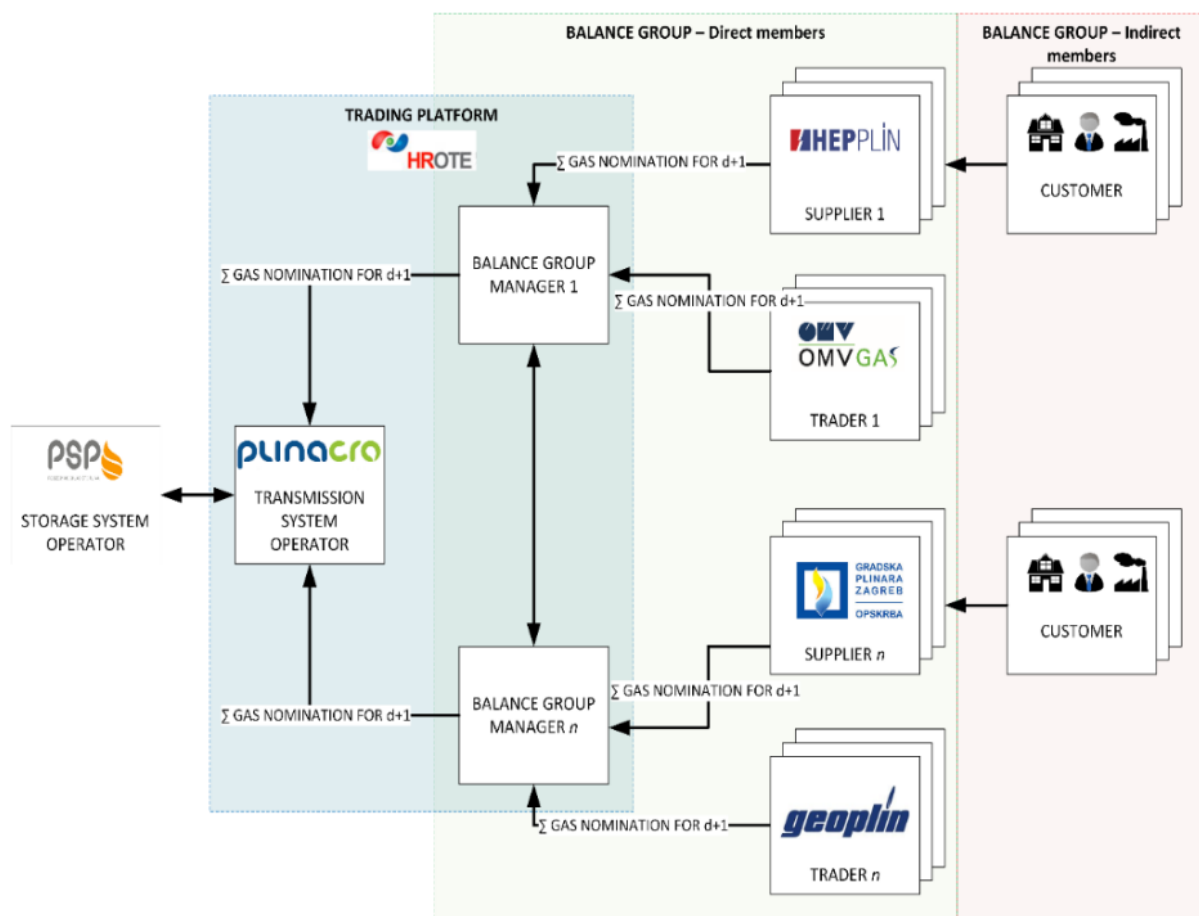 BALANCE GROUP – Direct members
BALANCE GROUP – Indirect
members
TRADING PLATFORM
HROTE
HEPPLIN
SUPPLIER 1
CUSTOMER
∑ GAS NOMINATION FOR d+1
BALANCE GROUP
MANAGER 1
∑ GAS NOMINATION FOR d+1
∑ GAS NOMINATION FOR d+1
OMV
OMVGAS
TRADER 1
PSP
STORAGE SYSTEM
OPERATOR
PLINACRO
TRANSMISSION
SYSTEM
OPERATOR
GRADSKA
PLINARA
ZAGREB
OPSKRBA
SUPPLIER n
CUSTOMER
BALANCE GROUP
MANAGER n
∑ GAS NOMINATION FOR d+1
∑ GAS NOMINATION FOR d+1
∑ GAS NOMINATION FOR d+1
geoplin
TRADER n